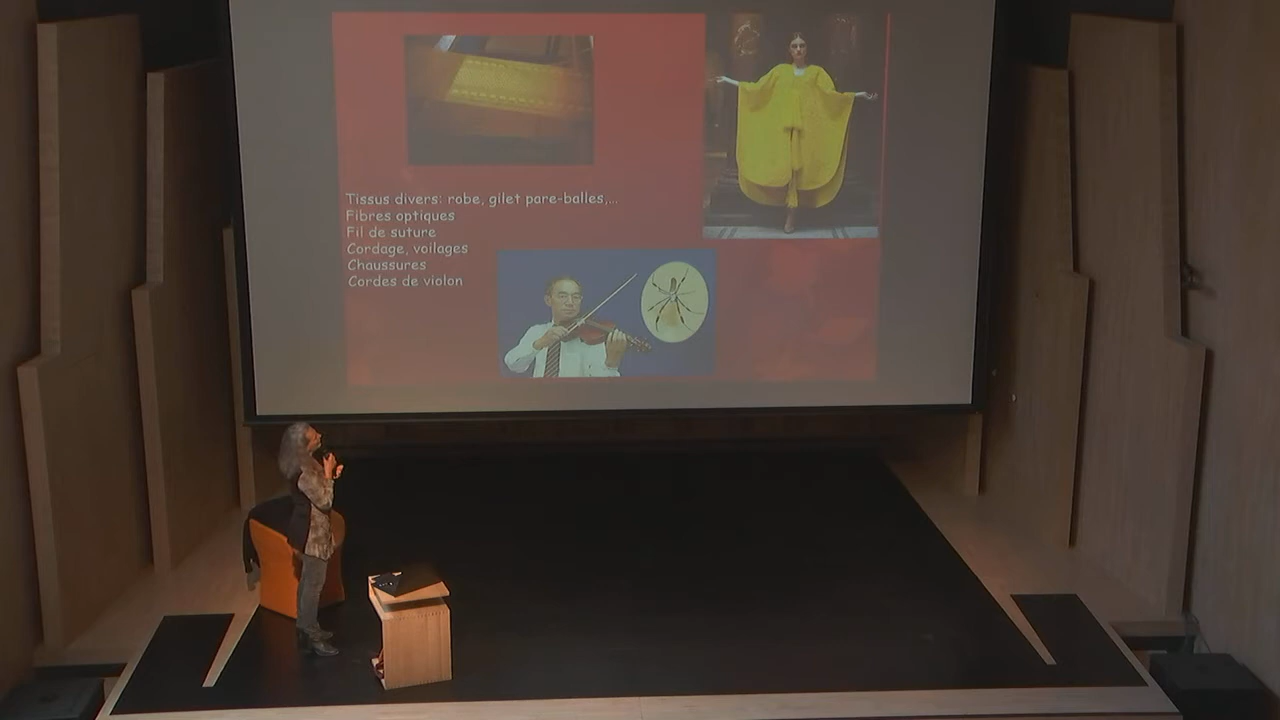 Tissus divers: robe, gilet pare-balles,...
Fibres optiques
Fil de suture
Cordage, voilages
Chaussures
Cordes de violon